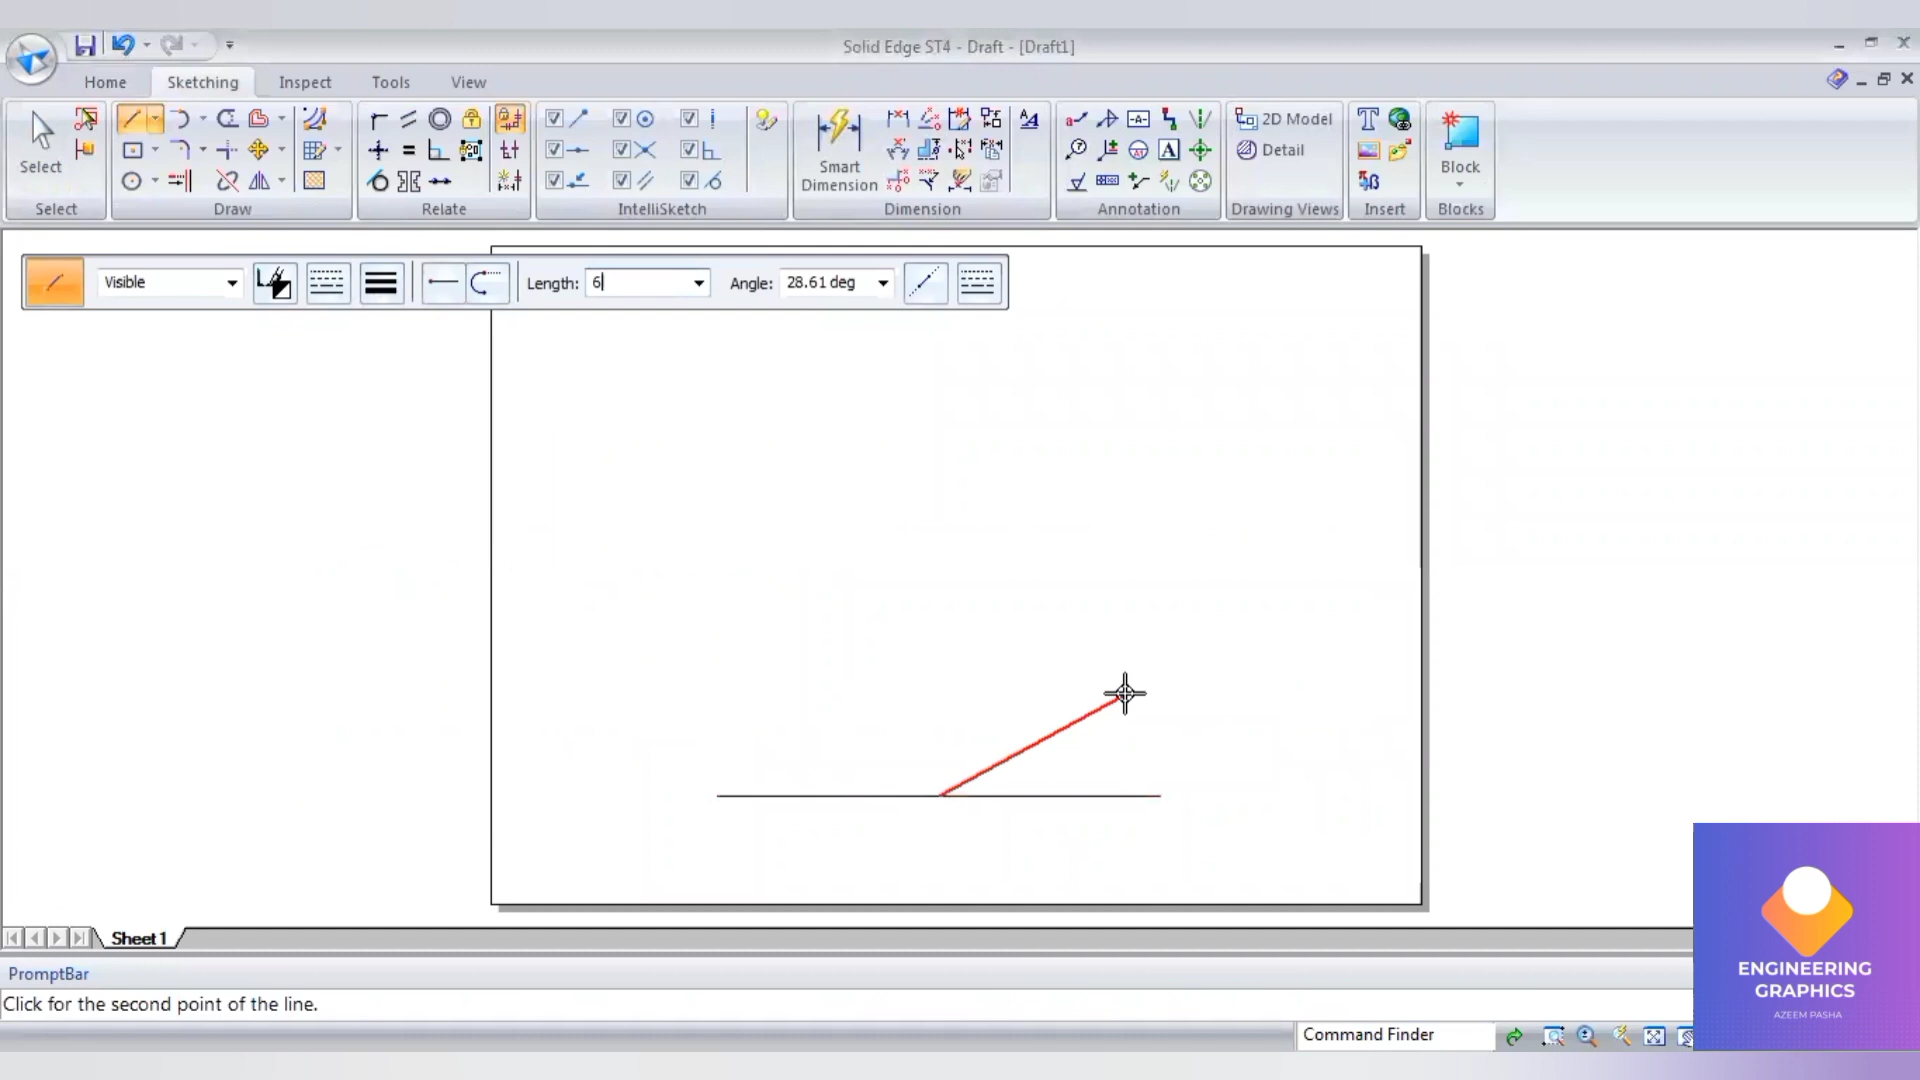 Solid Edge ST4 - Draft - [Draft1]
Home Sketching Inspect Tools View
Select
Smart
Dimension
2D Model
Detail
Block
Select Draw Relate IntelliSketch Dimension Annotation Drawing Views Insert Blocks
Visible Length: 6 Angle: 28.61 deg
Sheet1
PromptBar
Click for the second point of the line.
Command Finder
ENGINEERING
GRAPHICS
AZEEM PASHA